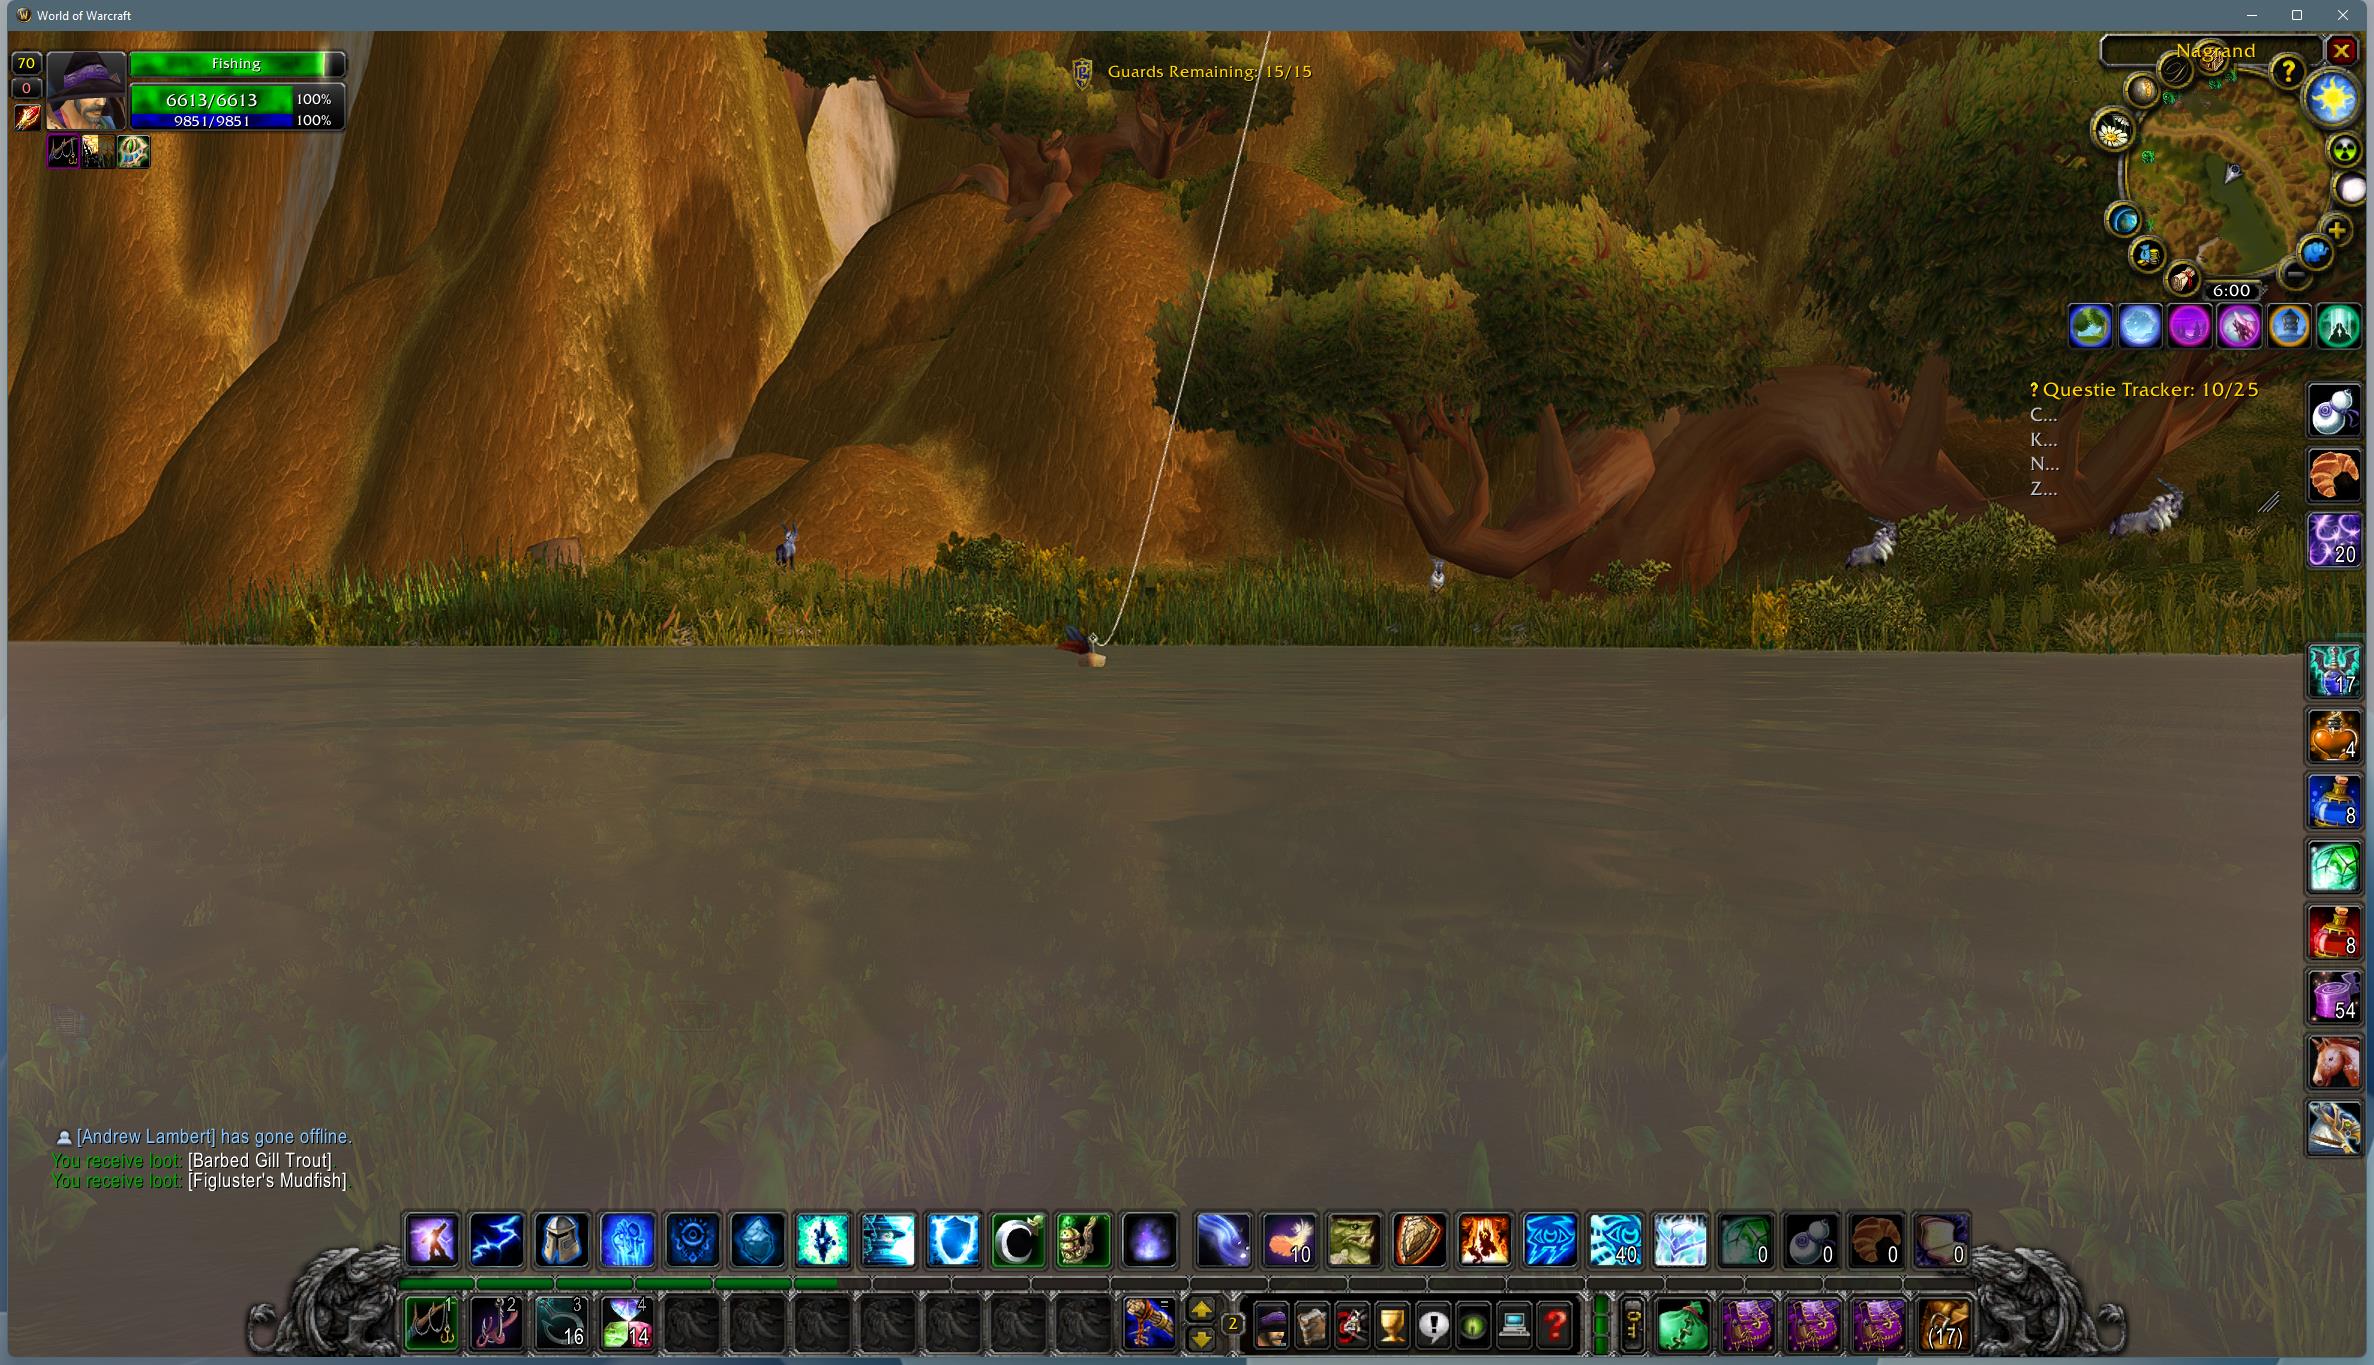 World of Warcraft
70
Fishing
0
6613/6613 100%
9851/9851 100%
Guards Remaining: 15/15
Nagrand
6:00
? Questie Tracker: 10/25
C...
K...
N...
Z...
20
17
4
8
8
54
[Andrew Lambert] has gone offline.
You receive loot: [Barbed Gill Trout].
You receive loot: [Figluster's Mudfish].
10
40
0
0
0
0
1
2
3
16
4
14
=
2
(17)